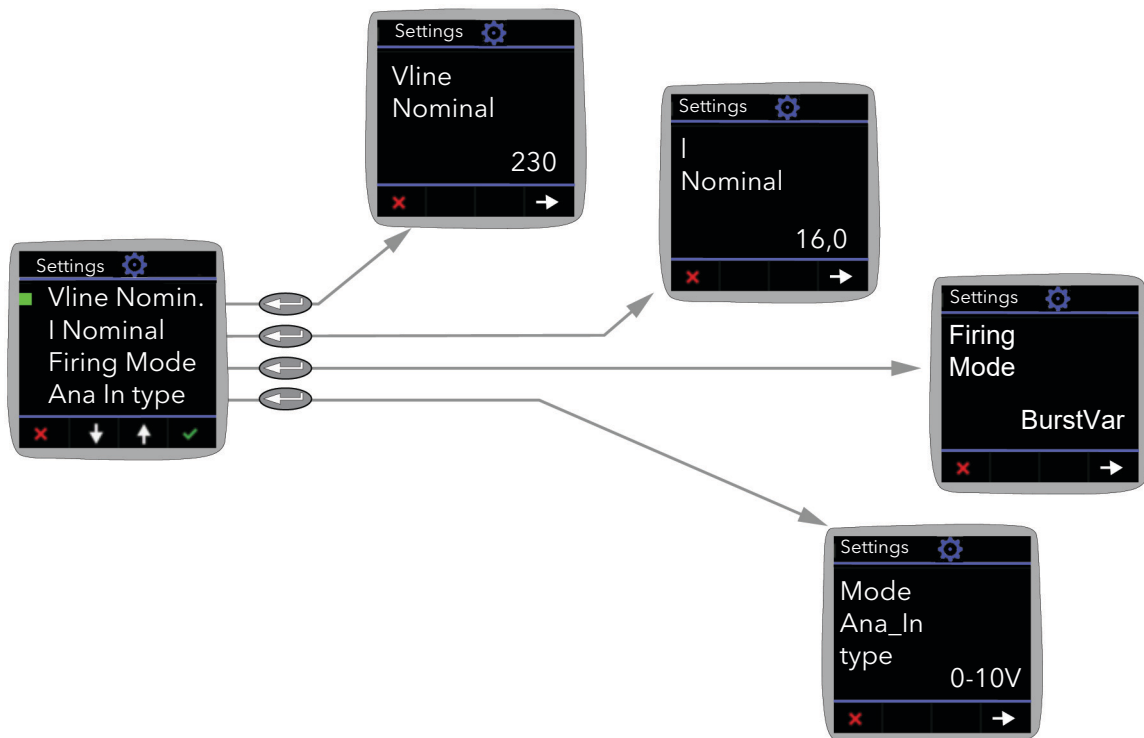 Settings
Vline
Nominal
230
Settings
I
Nominal
16,0
Settings
Vline Nomin.
I Nominal
Firing Mode
Ana In type
Settings
Firing
Mode
BurstVar
Settings
Mode
Ana_In
type
0-10V